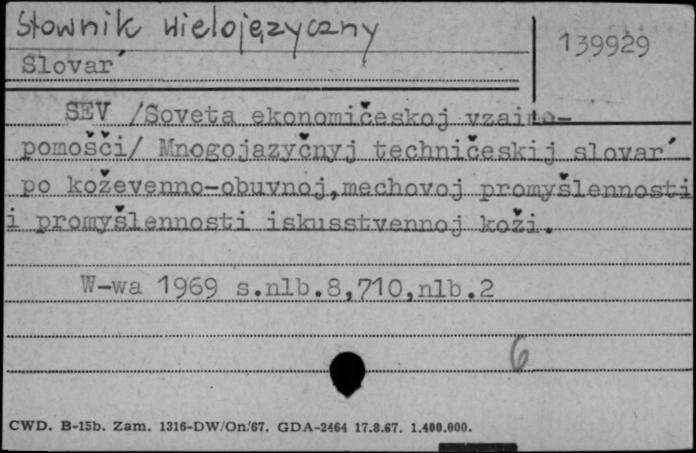 Słownik wielojęzyczny
139929
Slovar´
SEV /Soveta ekonomičeskoj vzaimo-
pomošči/ Mnogojazyčnyj techničeskij slovar´
po koževenno-obuvnoj,mechovoj promyšlennosti
i promyšlennosti iskusstvennoj koži.
W-wa 1969 s.nlb.8,710,nlb.2
6
CWD. B-15b. Zam. 1316-DW/On/67. GDA-2464 17.8.67. 1.400.000.